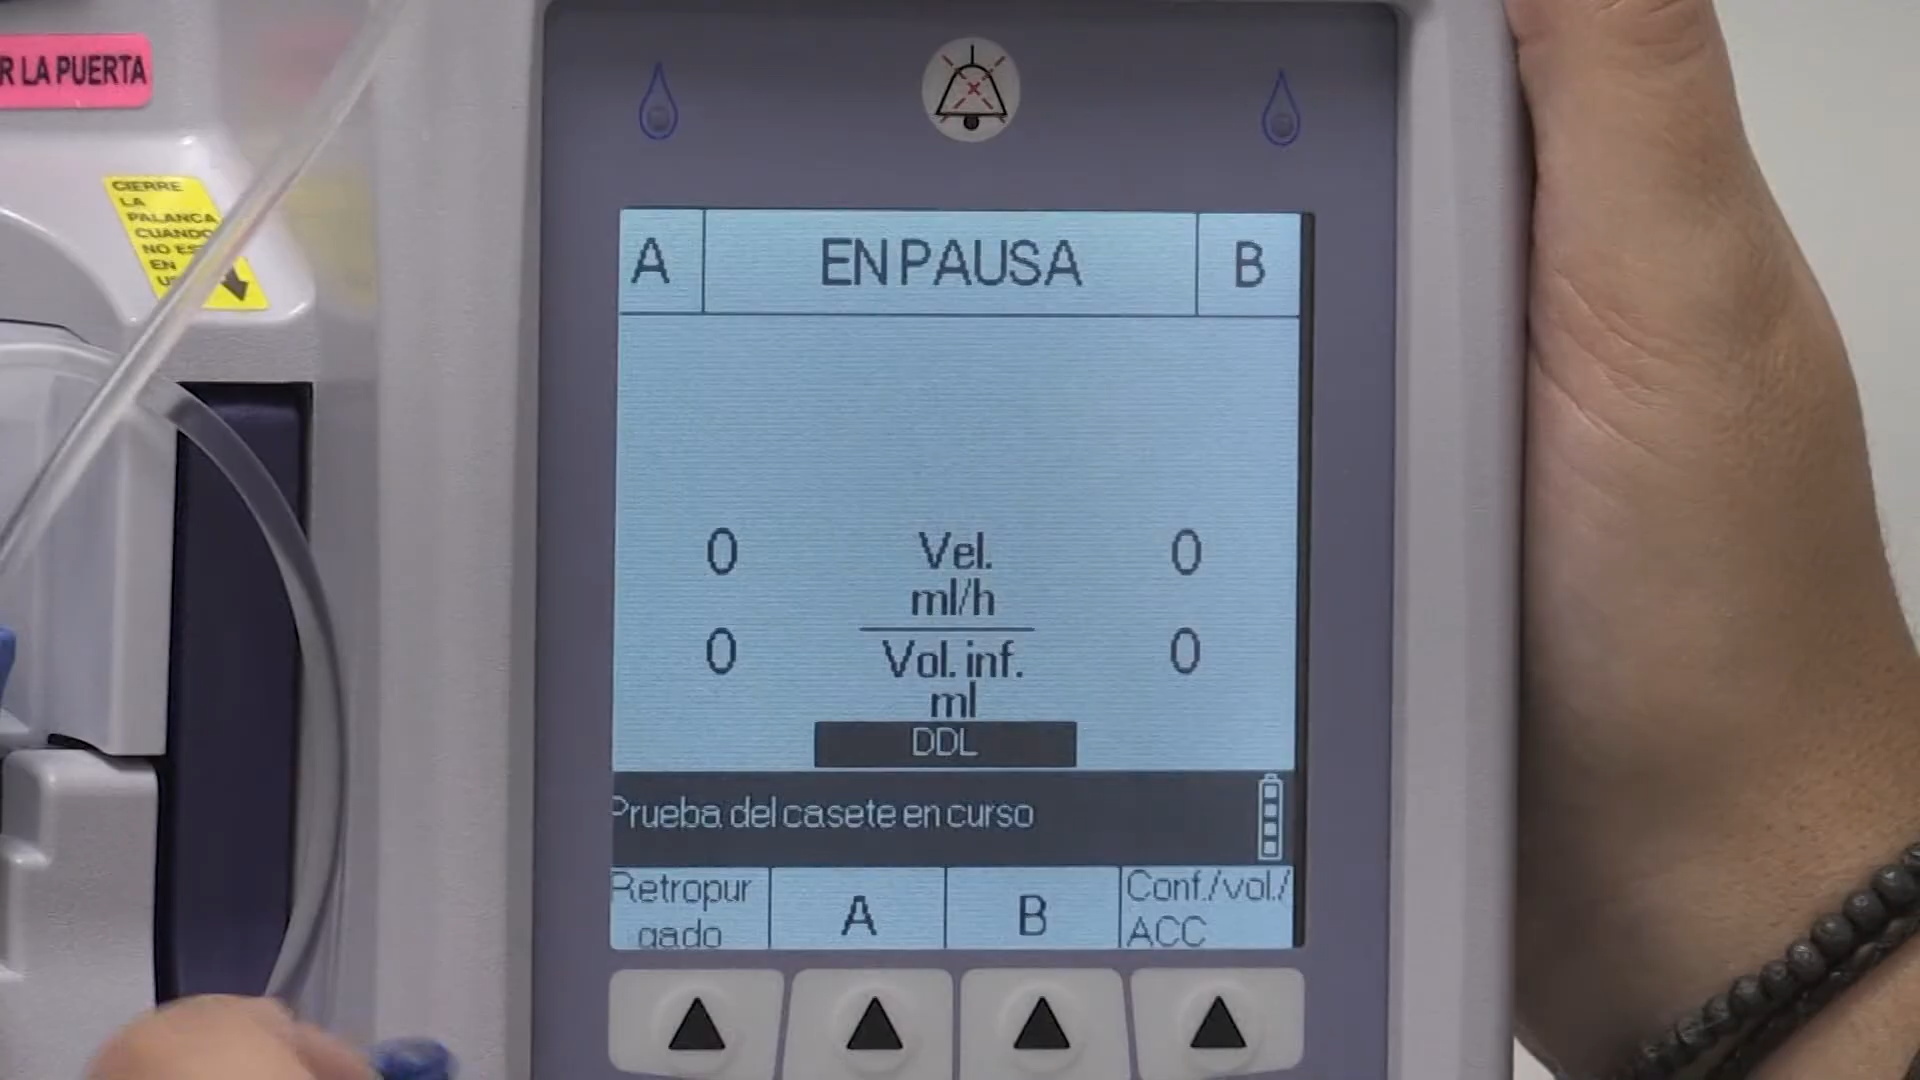 R LA PUERTA
CIERRE
LA
PALANCA
CUANDO
NO ES
EN
US
A EN PAUSA B
0 Vel. 0
ml/h
0 Vol. inf. 0
ml
DDL
Prueba del casete en curso
Retropur
gado
A
B
Conf./vol./
ACC